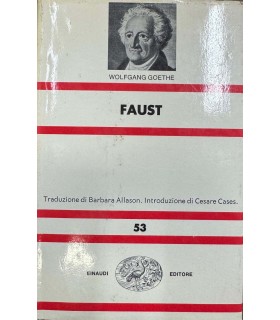 WOLFGANG GOETHE
FAUST
Traduzione di Barbara Allason. Introduzione di Cesare Cases.
53
EINAUDI EDITORE